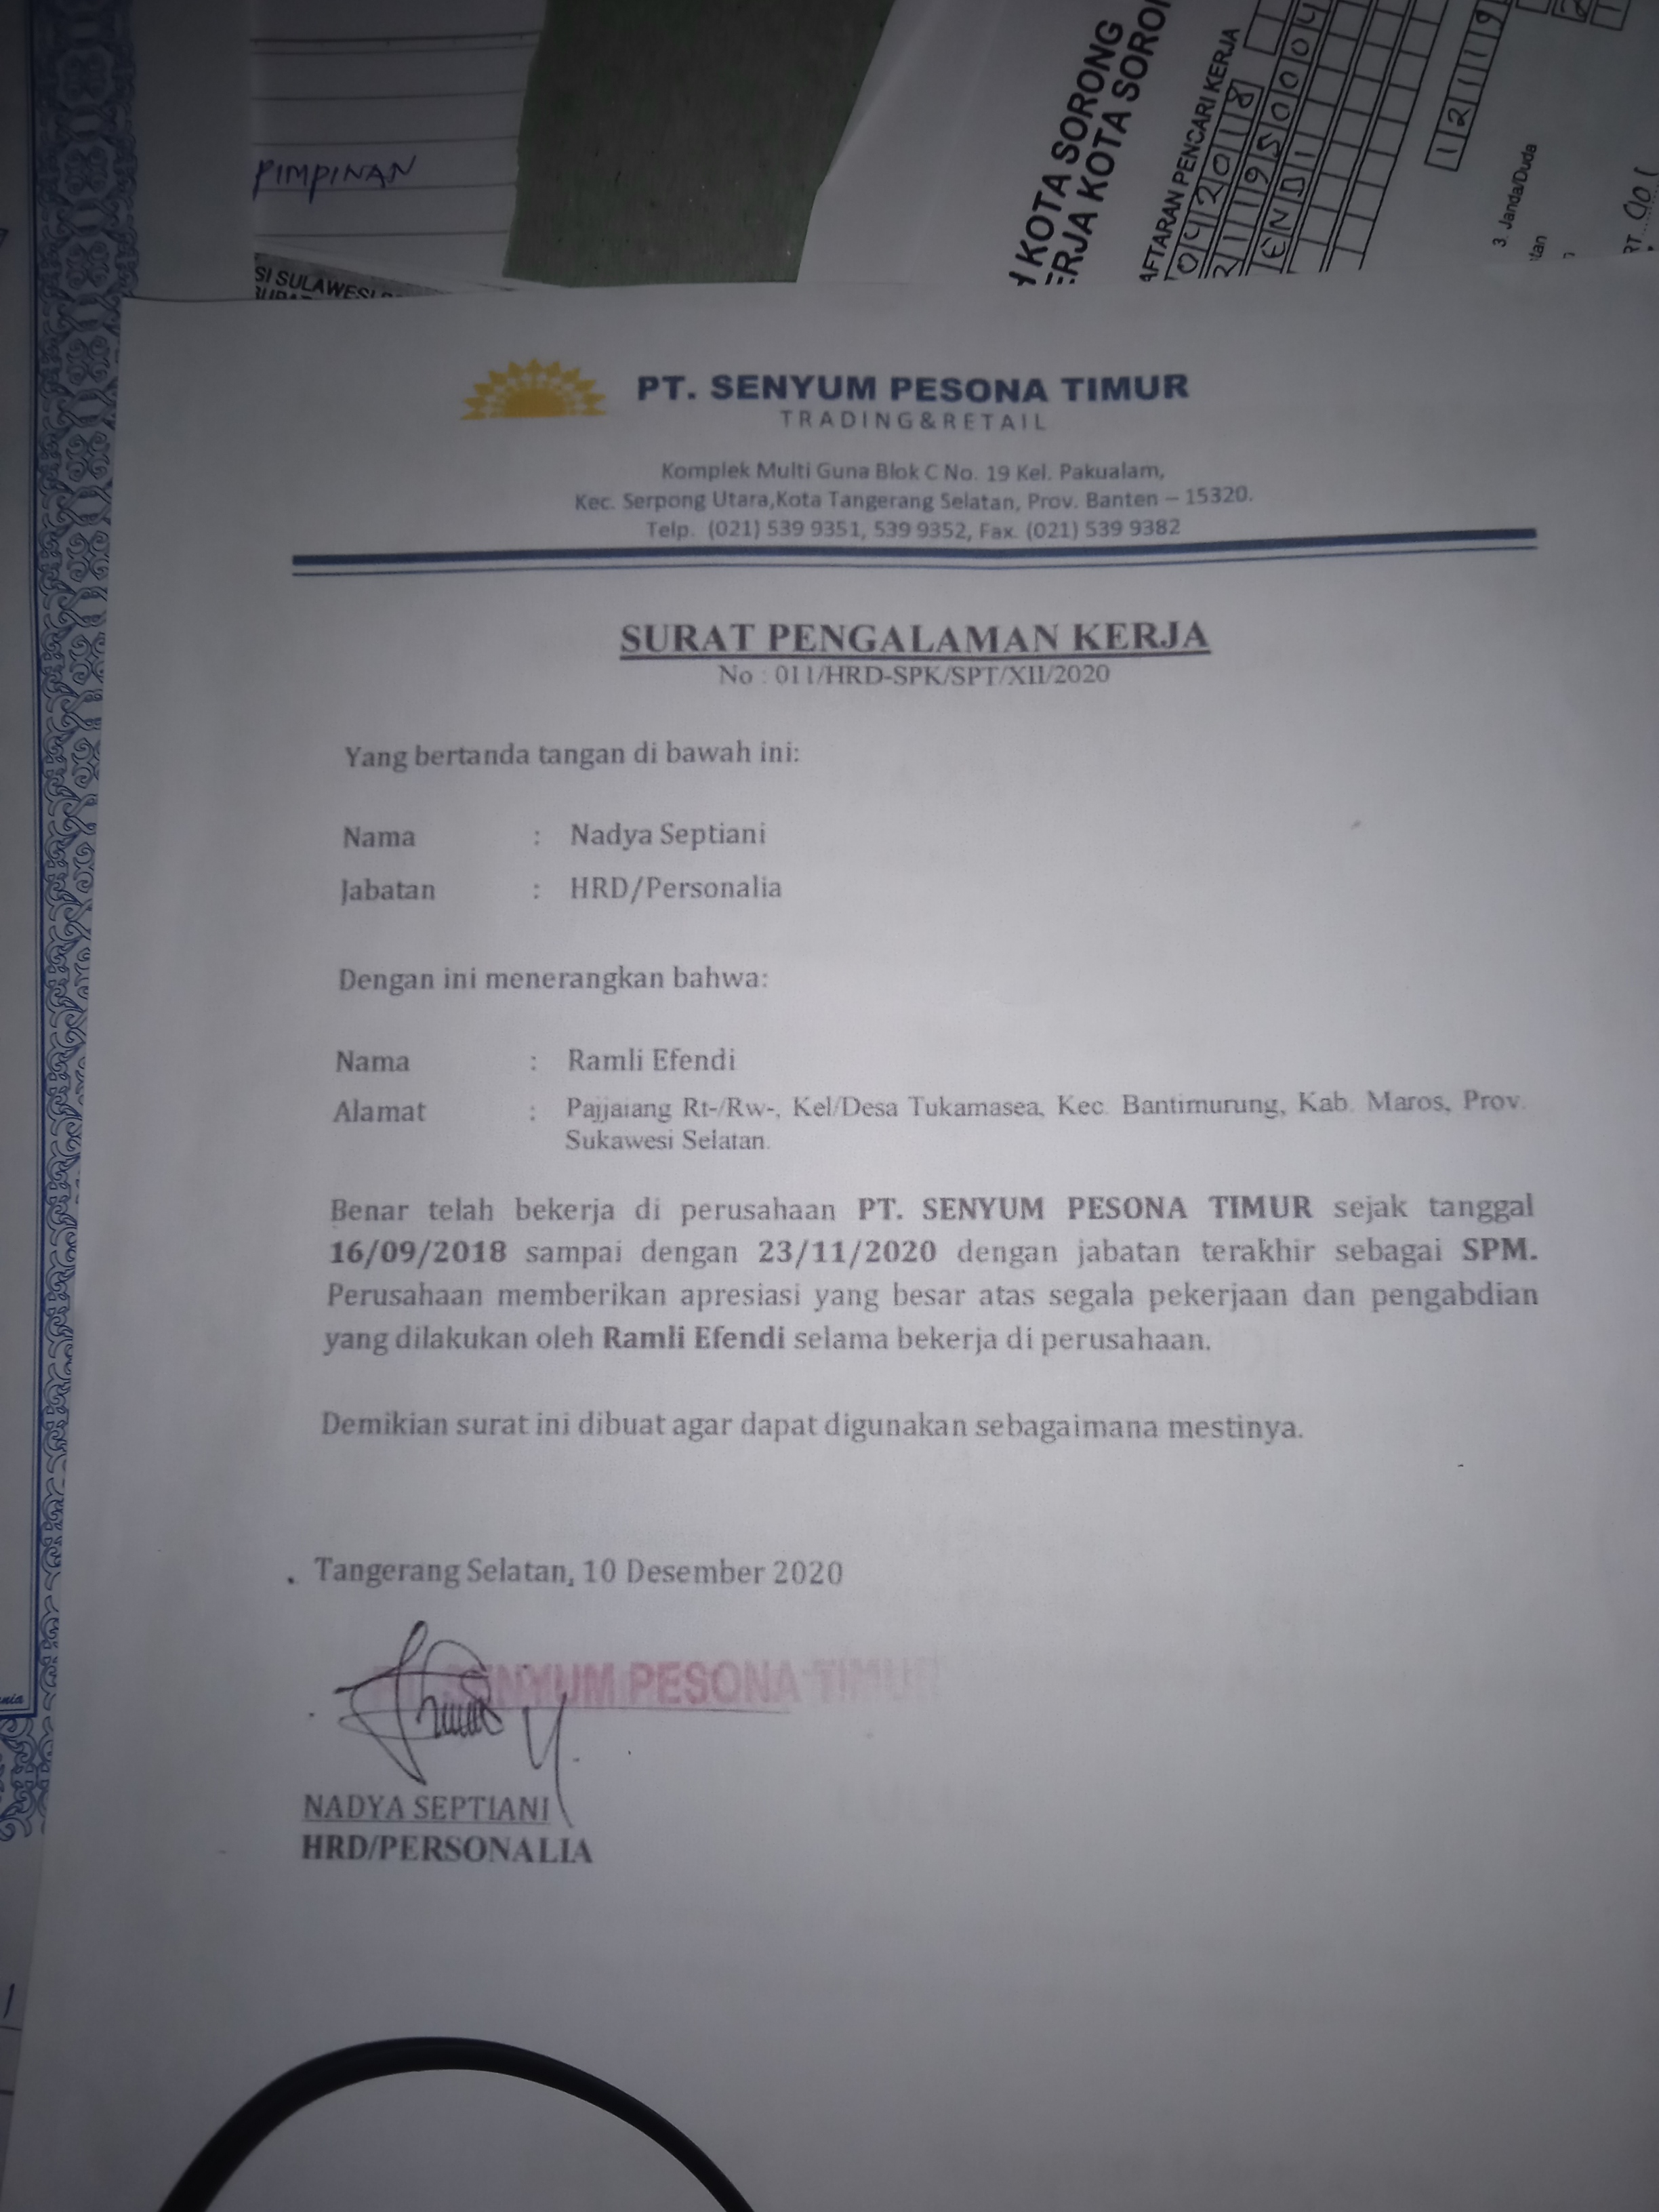 PIMPINAN
SI SULAWESI
KOTA SORONG
ERJA KOTA SORO
AFTARAN PENCARI KERJA
3. Janda/Duda
PT. SENYUM PESONA TIMUR
TRADING&RETAIL
Komplek Multi Guna Blok C No. 19 Kel. Pakualam,
Kec. Serpong Utara,Kota Tangerang Selatan, Prov. Banten – 15320.
Telp. (021) 539 9351, 539 9352, Fax. (021) 539 9382
SURAT PENGALAMAN KERJA
No : 011/HRD-SPK/SPT/XII/2020
Yang bertanda tangan di bawah ini:
Nama : Nadya Septiani
Jabatan : HRD/Personalia
Dengan ini menerangkan bahwa:
Nama : Ramli Efendi
Alamat : Pajjaiang Rt-/Rw-, Kel/Desa Tukamasea, Kec. Bantimurung, Kab. Maros, Prov.
Sukawesi Selatan.
Benar telah bekerja di perusahaan PT. SENYUM PESONA TIMUR sejak tanggal
16/09/2018 sampai dengan 23/11/2020 dengan jabatan terakhir sebagai SPM.
Perusahaan memberikan apresiasi yang besar atas segala pekerjaan dan pengabdian
yang dilakukan oleh Ramli Efendi selama bekerja di perusahaan.
Demikian surat ini dibuat agar dapat digunakan sebagaimana mestinya.
Tangerang Selatan, 10 Desember 2020
SENYUM PESONA TIMUR
NADYA SEPTIANI
HRD/PERSONALIA